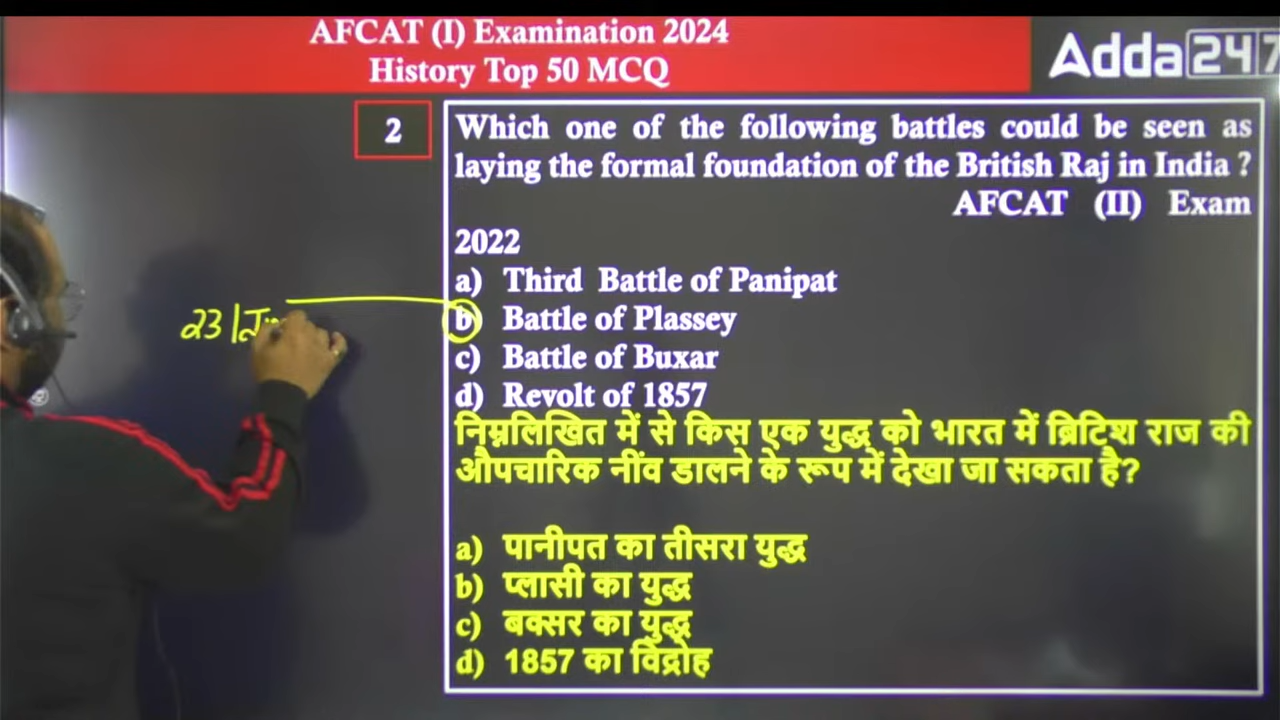 AFCAT (I) Examination 2024
History Top 50 MCQ
Adda247
2
Which one of the following battles could be seen as
laying the formal foundation of the British Raj in India ?
AFCAT (II) Exam
2022
a) Third Battle of Panipat
b) Battle of Plassey
c) Battle of Buxar
d) Revolt of 1857
23
निम्नलिखित में से किस एक युद्ध को भारत में ब्रिटिश राज की
औपचारिक नींव डालने के रूप में देखा जा सकता है?
a) पानीपत का तीसरा युद्ध
b) प्लासी का युद्ध
c) बक्सर का युद्ध
d) 1857 का विद्रोह